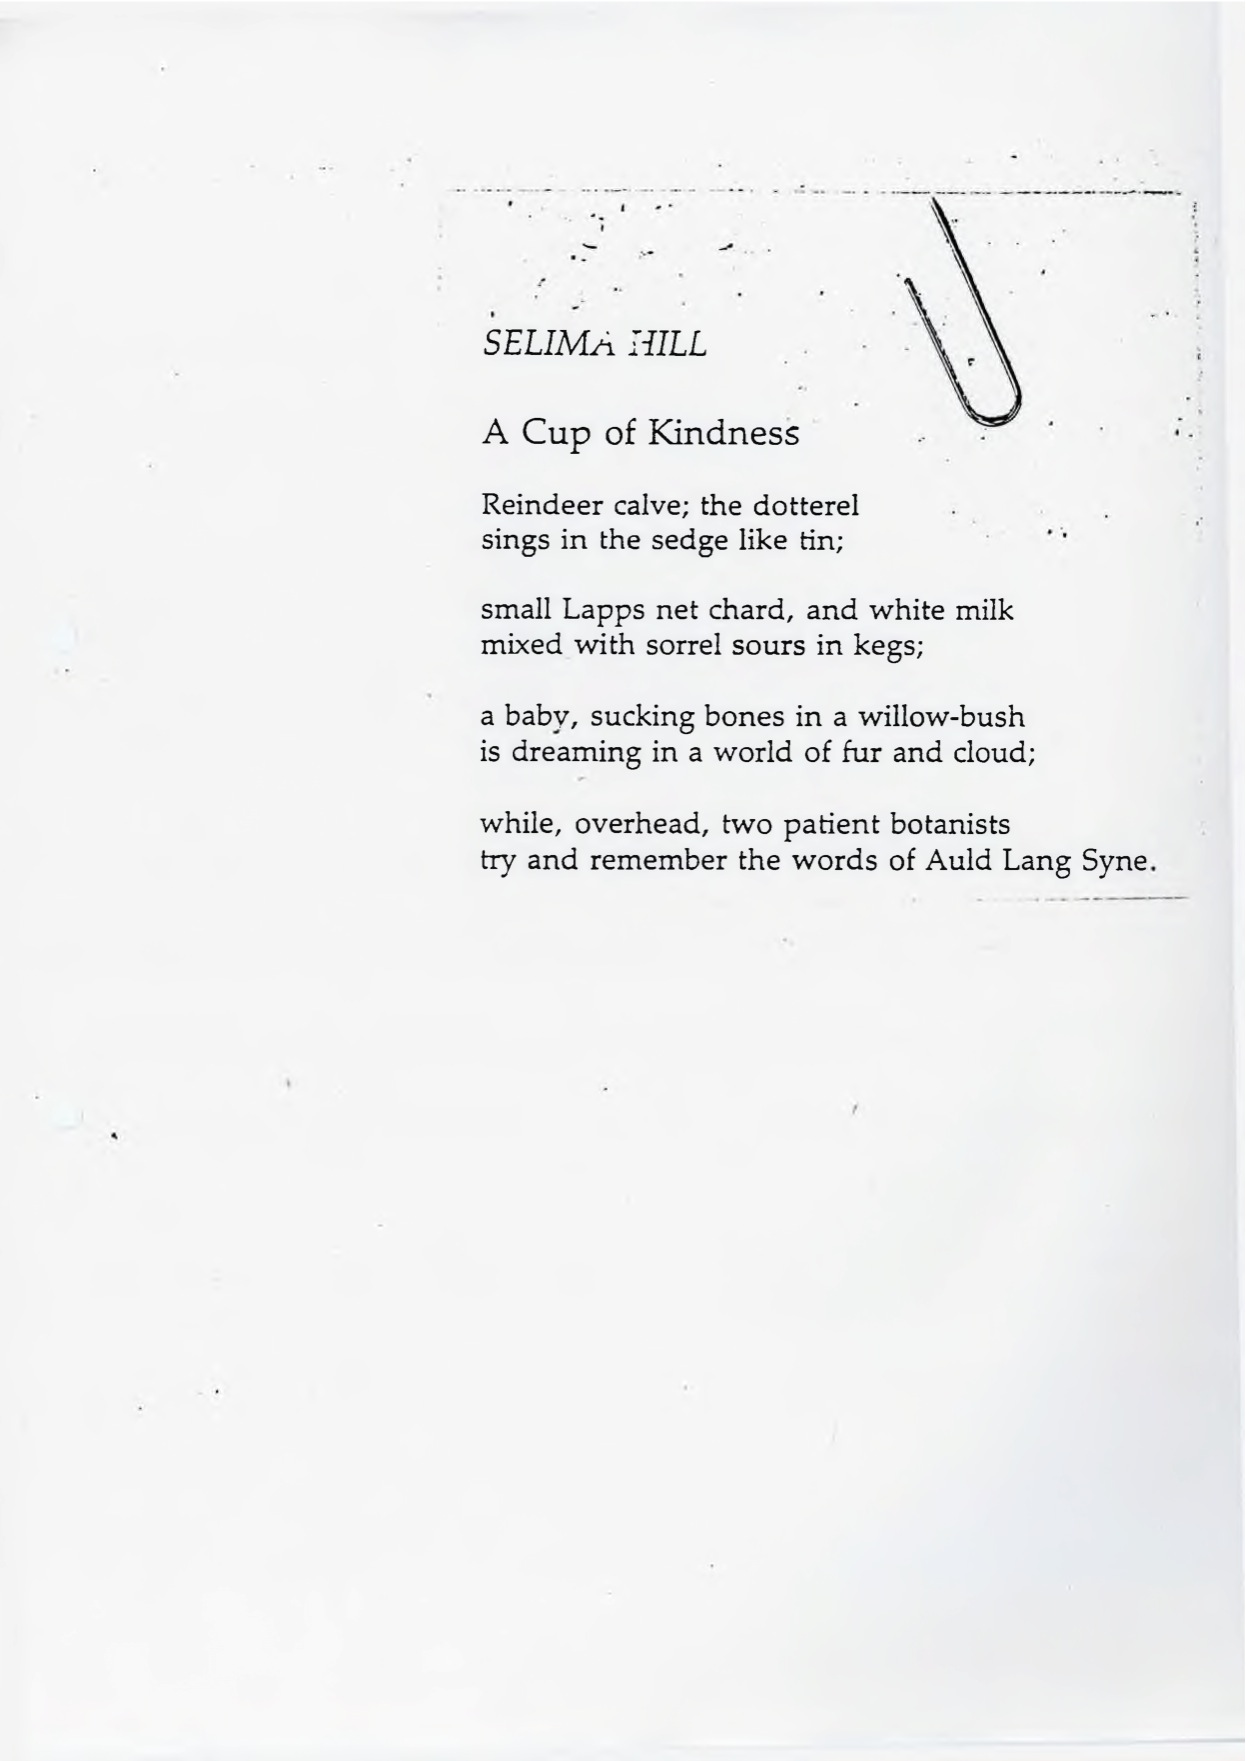 SELIMA HILL
A Cup of Kindness
Reindeer calve; the dotterel
sings in the sedge like tin;
small Lapps net chard, and white milk
mixed with sorrel sours in kegs;
a baby, sucking bones in a willow-bush
is dreaming in a world of fur and cloud;
while, overhead, two patient botanists
try and remember the words of Auld Lang Syne.